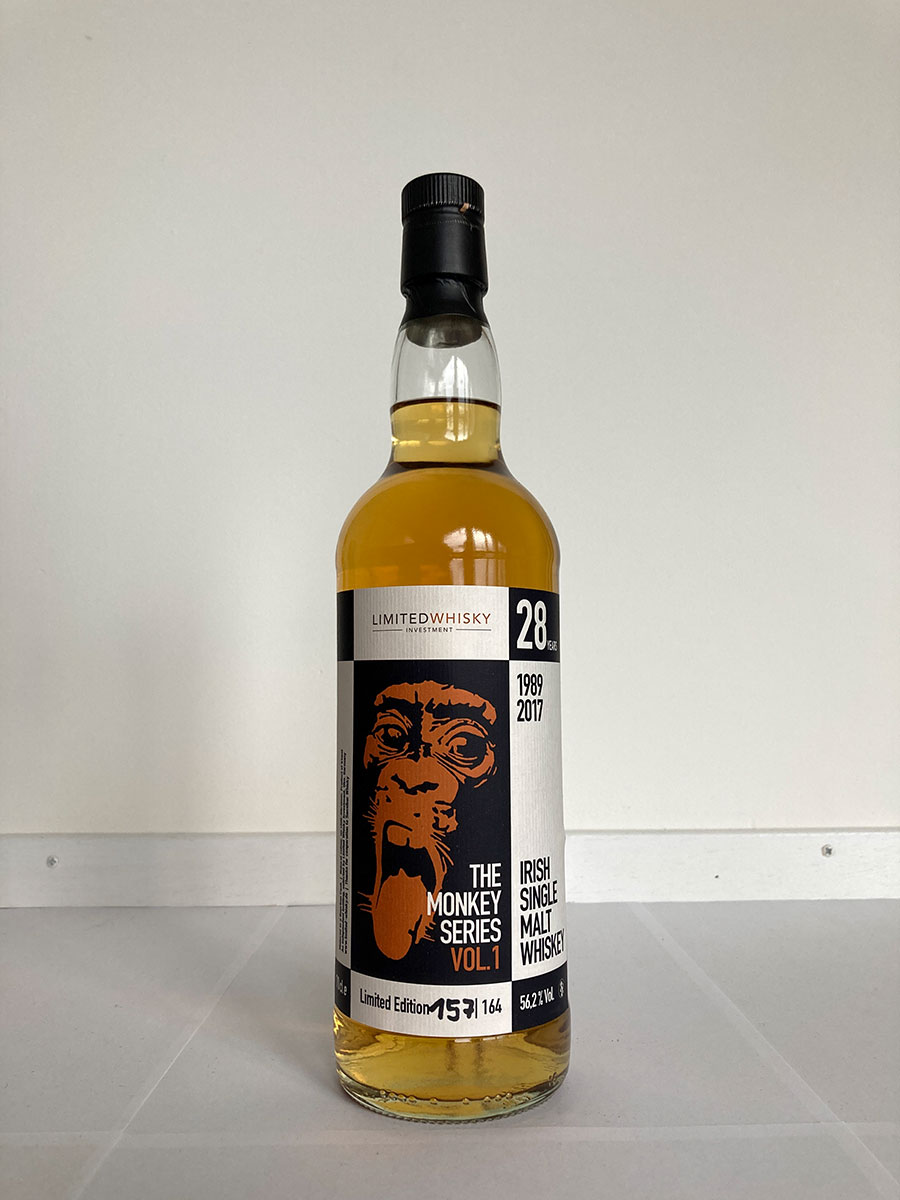 LIMITEDWHISKY
INVESTMENT
28 YEARS
1989
2017
THE
MONKEY
SERIES
VOL.1
IRISH
SINGLE
MALT
WHISKEY
Limited Edition 157 | 164
56,2 % Vol.